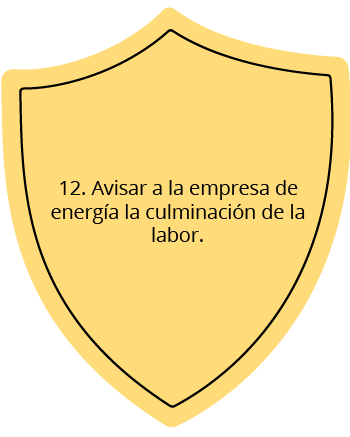 12. Avisar a la empresa de
energía la culminación de la
labor.